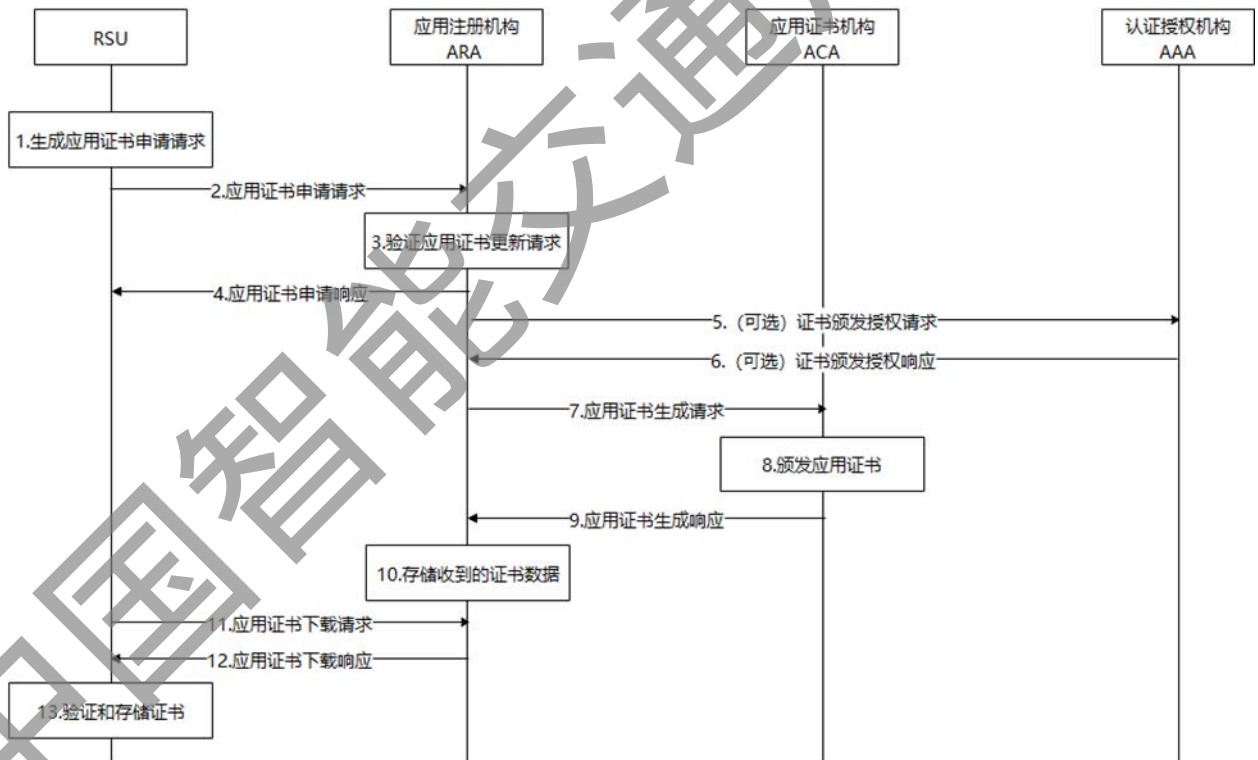 RSU
应用注册机构
ARA
应用证书机构
ACA
认证授权机构
AAA
1.生成应用证书申请请求
2.应用证书申请请求
3.验证应用证书更新请求
4.应用证书申请响应
5.（可选）证书颁发授权请求
6.（可选）证书颁发授权响应
7.应用证书生成请求
8.颁发应用证书
9.应用证书生成响应
10.存储收到的证书数据
11.应用证书下载请求
12.应用证书下载响应
13.验证和存储证书
中国智能交通